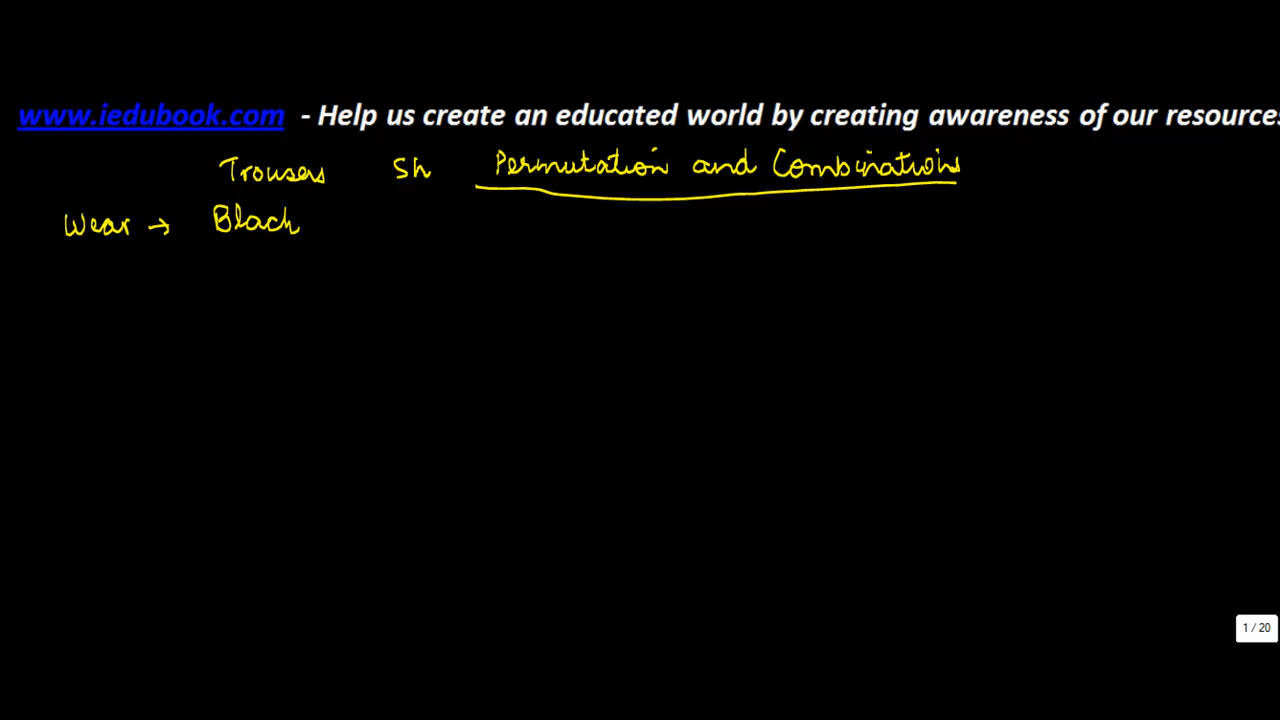 www.iedubook.com - Help us create an educated world by creating awareness of our resources
Trousers Sh Permutation and Combinations
Wear → Black
1 / 20